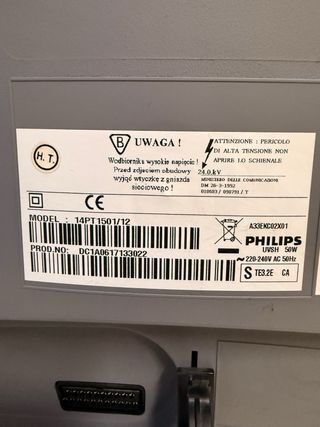 H. T.
B UWAGA !
Wodbiorniku wysokie napięcie !
Przed zdjęciem obudowy
wyjąć wtyczkę z gniazda
sieciowego !
ATTENZIONE : PERICOLO
DI ALTA TENSIONE NON
APRIRE LO SCHIENALE
24.0.kV
MINISTERO DELLE COMUNICAZIONI
DM 26-3-1992
010603 / 098791 / T
CE
MODEL : 14PT1501/12
PROD.NO: DC1A0617133022
A33EKC02X01
PHILIPS
UVSH 50W
~220-240V AC 50Hz
S TE3.2E CA